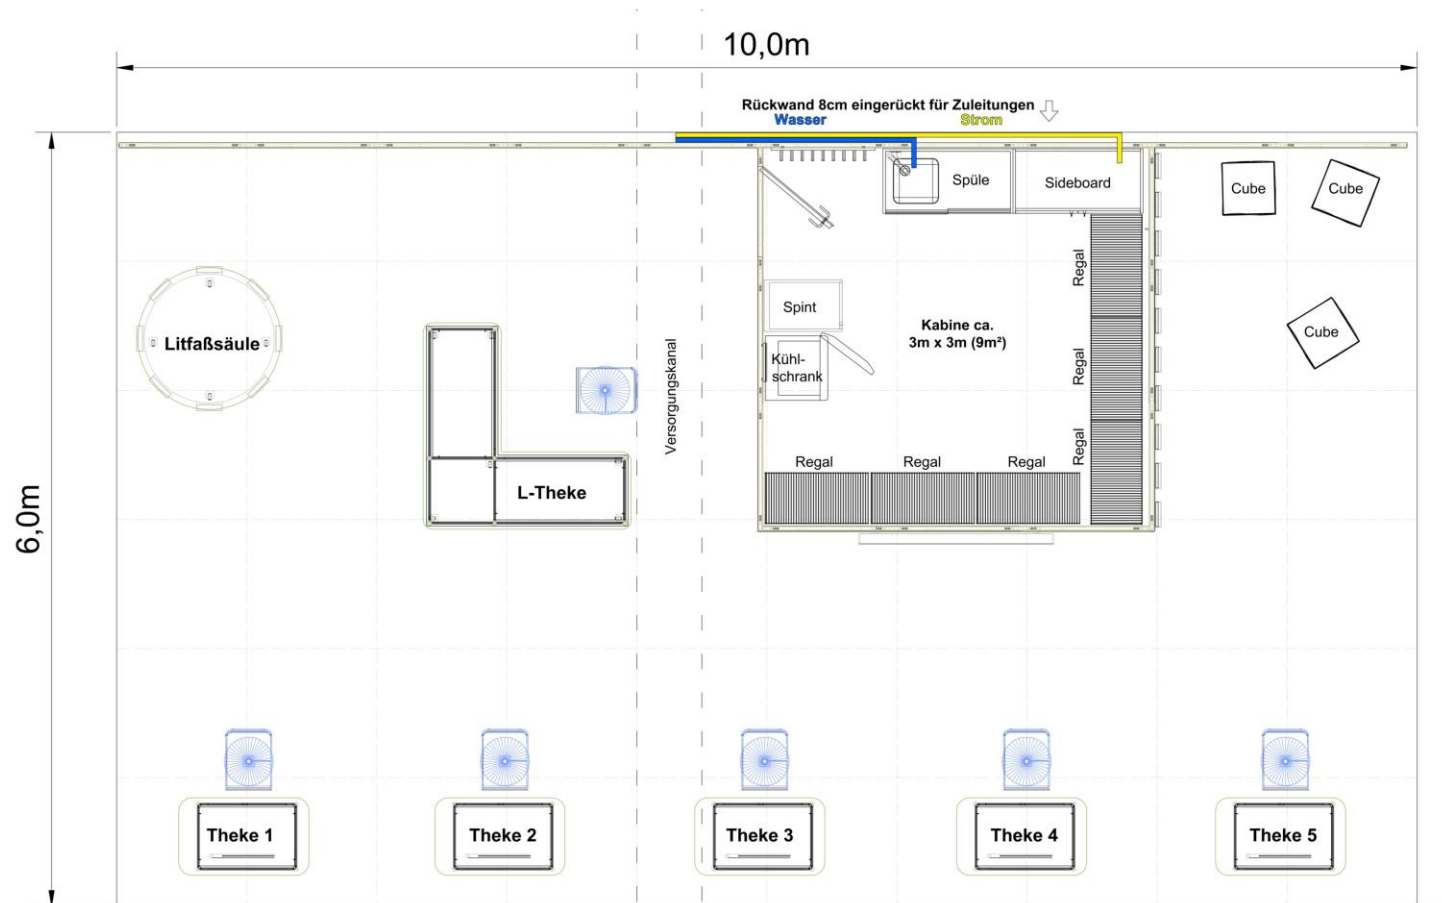 10,0m
Rückwand 8cm eingerückt für Zuleitungen
Wasser
Strom
Spüle
Sideboard
Cube
Cube
Regal
Spint
Kabine ca.
3m x 3m (9m²)
Cube
Litfaßsäule
Kühl-
schrank
Regal
Versorgungskanal
Regal
Regal
Regal
Regal
L-Theke
6,0m
Theke 1
Theke 2
Theke 3
Theke 4
Theke 5